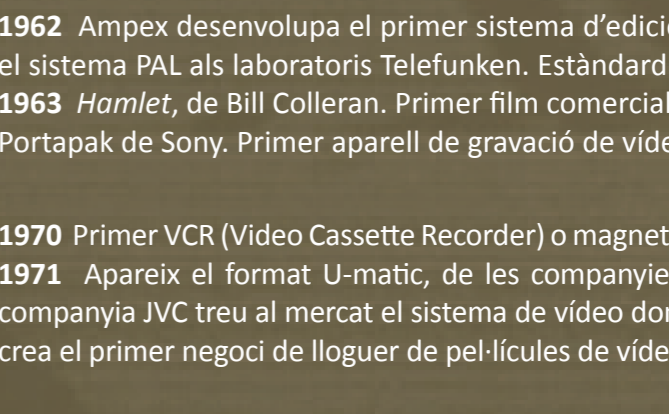 1962 Ampex desenvolupa el primer sistema d’edici
el sistema PAL als laboratoris Telefunken. Estàndard
1963 Hamlet, de Bill Colleran. Primer film comercial
Portapak de Sony. Primer aparell de gravació de víde
1970 Primer VCR (Video Cassette Recorder) o magnet
1971 Apareix el format U-matic, de les companyie
companyia JVC treu al mercat el sistema de vídeo do
crea el primer negoci de lloguer de pel·lícules de víde